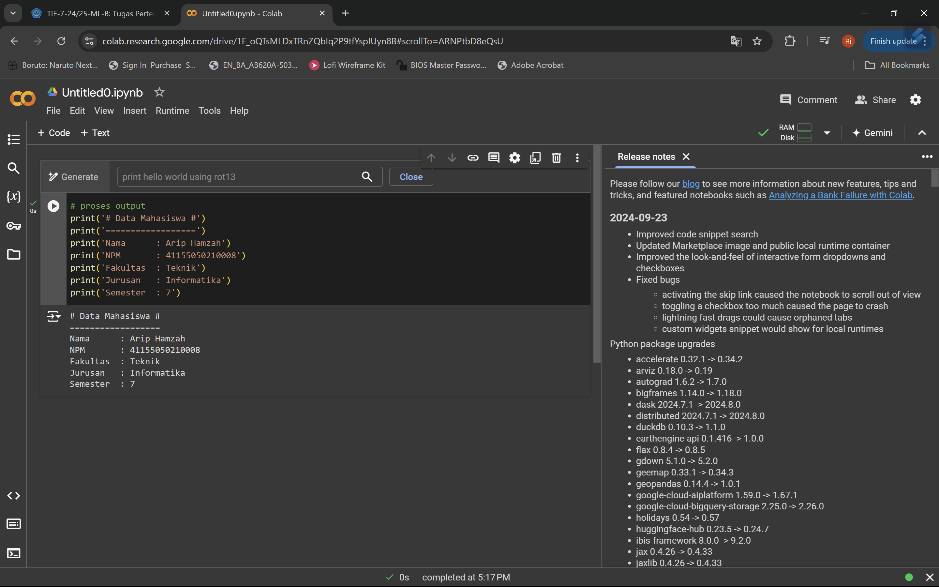 TIF-7-24/25-ML-B: Tugas Perte
Untitled0.ipynb - Colab
colab.research.google.com/drive/1F_oQTsMLDxTRnZQbIq2P9tfYspIUyn8B#scrollTo=ARNPtbD8eQsU
Hi
Finish update
Boruto: Naruto Next...
Sign In Purchase S...
EN_BA_AB620A-503...
Lofi Wireframe Kit
BIOS Master Passwo...
Adobe Acrobat
All Bookmarks
Untitled0.ipynb
File Edit View Insert Runtime Tools Help
Comment
Share
+ Code + Text
RAM
Disk
Gemini
Generate
print hello world using rot13
Close
0s
# proses output
print('# Data Mahasiswa #')
print('==================')
print('Nama      : Arip Hamzah')
print('NPM       : 41155050210008')
print('Fakultas  : Teknik')
print('Jurusan   : Informatika')
print('Semester  : 7')
# Data Mahasiswa #
==================
Nama      : Arip Hamzah
NPM       : 41155050210008
Fakultas  : Teknik
Jurusan   : Informatika
Semester  : 7
Release notes
Please follow our blog to see more information about new features, tips and
tricks, and featured notebooks such as Analyzing a Bank Failure with Colab.
2024-09-23
Improved code snippet search
Updated Marketplace image and public local runtime container
Improved the look-and-feel of interactive form dropdowns and
checkboxes
Fixed bugs
activating the skip link caused the notebook to scroll out of view
toggling a checkbox too much caused the page to crash
lightning fast drags could cause orphaned tabs
custom widgets snippet would show for local runtimes
Python package upgrades
accelerate 0.32.1 -> 0.34.2
arviz 0.18.0 -> 0.19
autograd 1.6.2 -> 1.7.0
bigframes 1.14.0 -> 1.18.0
dask 2024.7.1 -> 2024.8.0
distributed 2024.7.1 -> 2024.8.0
duckdb 0.10.3 -> 1.1.0
earthengine api 0.1.416 -> 1.0.0
flax 0.8.4 -> 0.8.5
gdown 5.1.0 -> 5.2.0
geemap 0.33.1 -> 0.34.3
geopandas 0.14.4 -> 1.0.1
google-cloud-aiplatform 1.59.0 -> 1.67.1
google-cloud-bigquery-storage 2.25.0 -> 2.26.0
holidays 0.54 -> 0.57
huggingface-hub 0.23.5 -> 0.24.7
ibis framework 8.0.0 -> 9.2.0
jax 0.4.26 -> 0.4.33
jaxlib 0.4.26 -> 0.4.33
0s completed at 5:17 PM